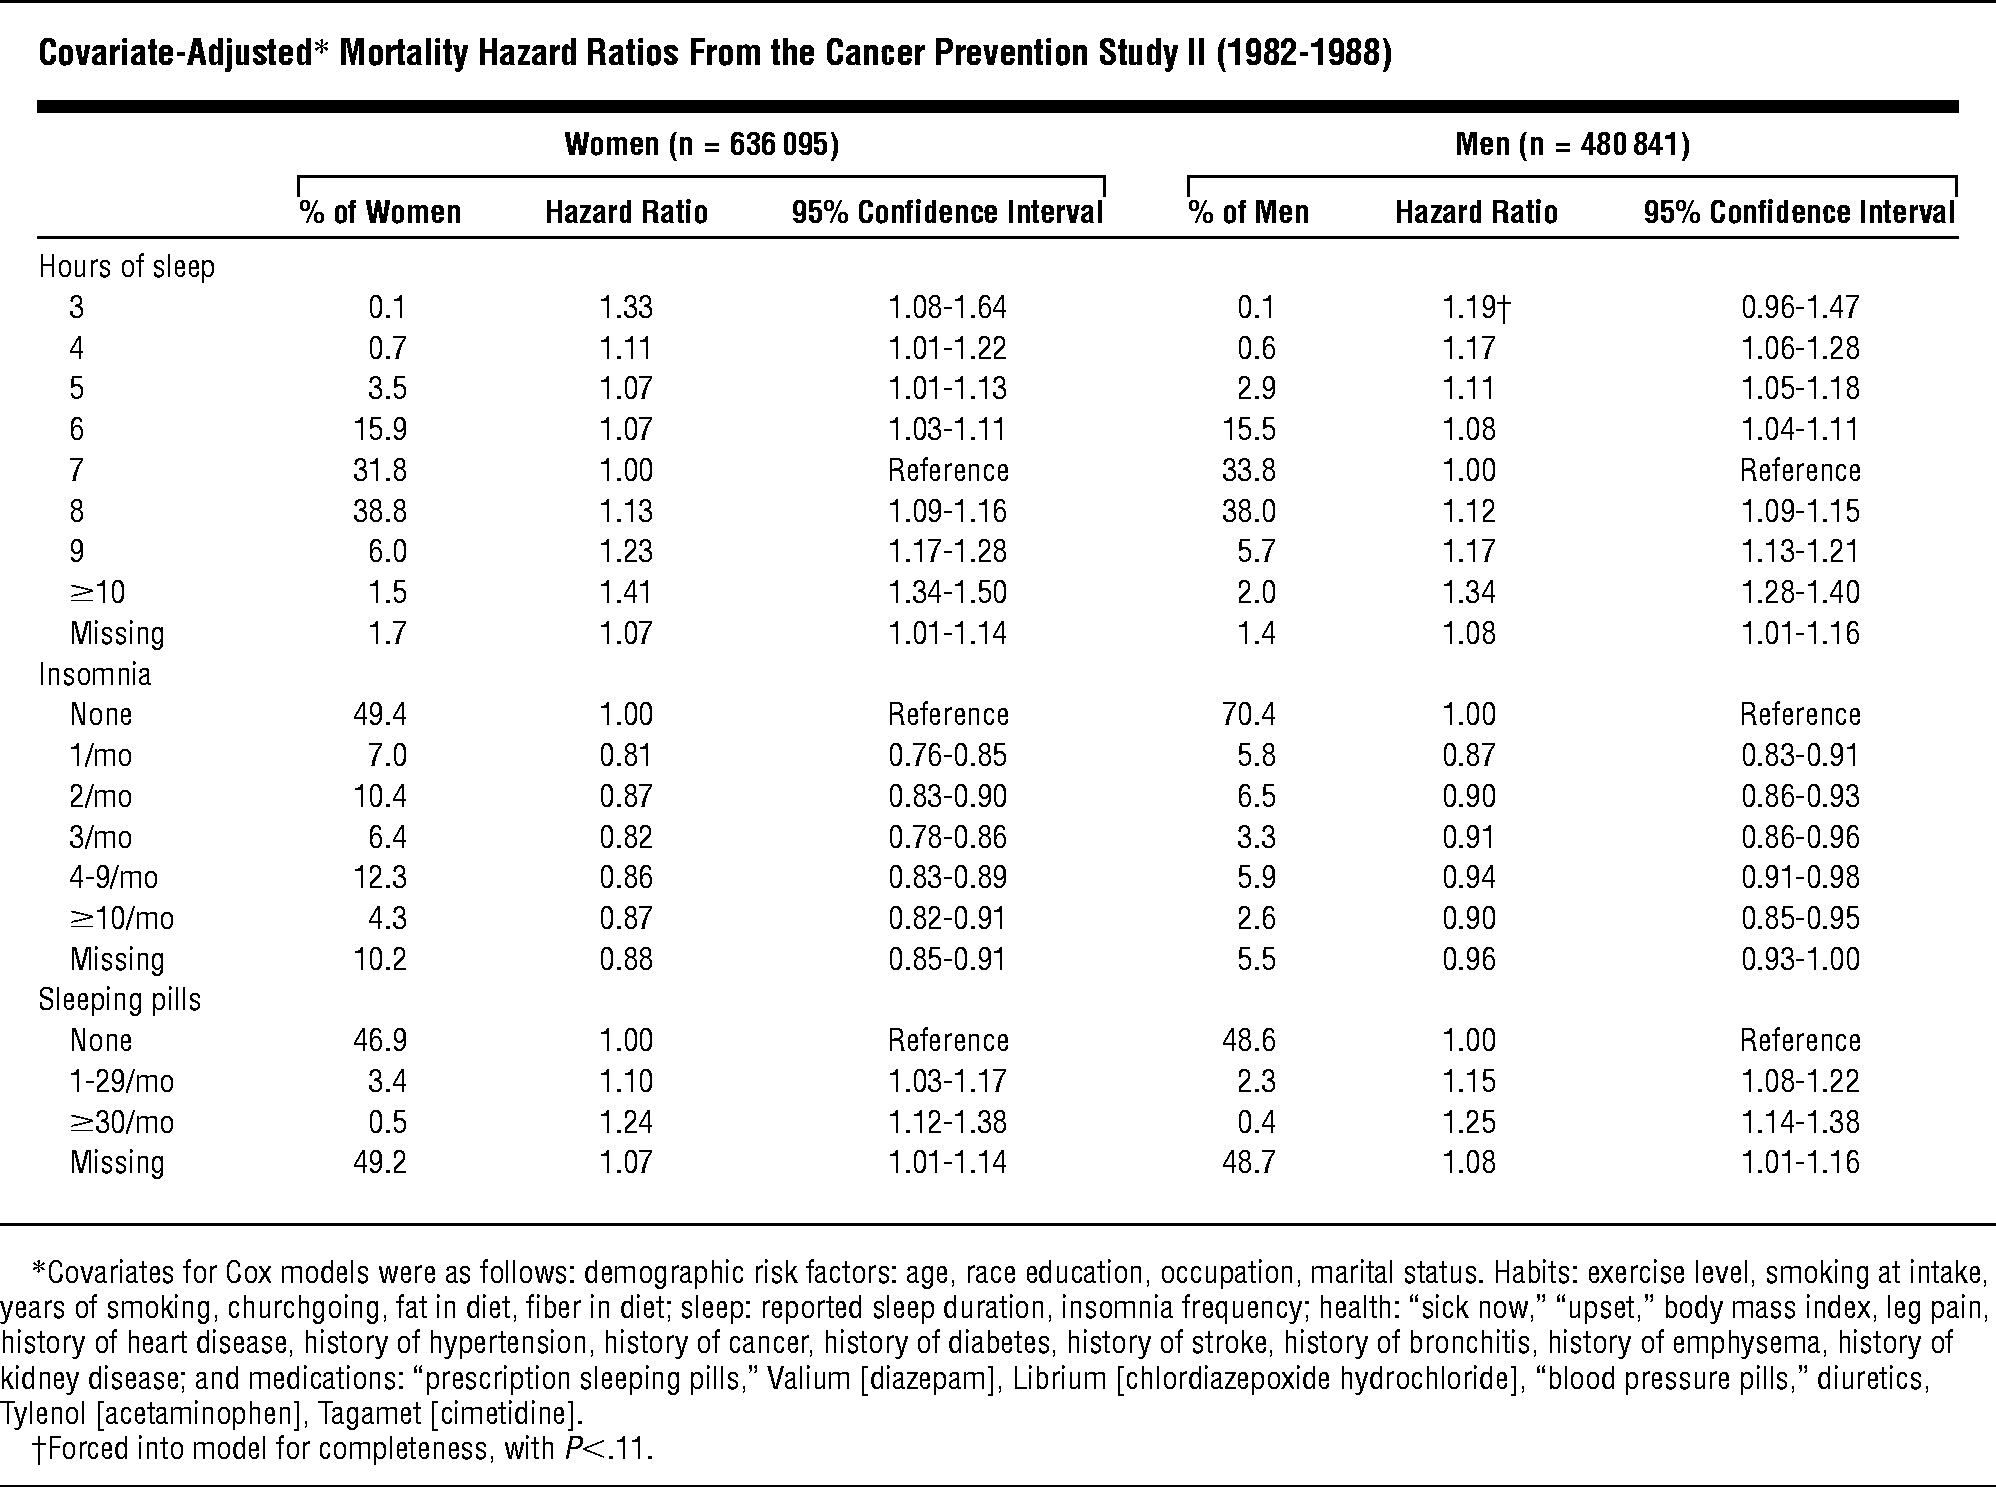 Covariate-Adjusted* Mortality Hazard Ratios From the Cancer Prevention Study II (1982-1988)
Women (n = 636 095) Men (n = 480 841)
% of Women Hazard Ratio 95% Confidence Interval % of Men Hazard Ratio 95% Confidence Interval
Hours of sleep
3 0.1 1.33 1.08-1.64 0.1 1.19† 0.96-1.47
4 0.7 1.11 1.01-1.22 0.6 1.17 1.06-1.28
5 3.5 1.07 1.01-1.13 2.9 1.11 1.05-1.18
6 15.9 1.07 1.03-1.11 15.5 1.08 1.04-1.11
7 31.8 1.00 Reference 33.8 1.00 Reference
8 38.8 1.13 1.09-1.16 38.0 1.12 1.09-1.15
9 6.0 1.23 1.17-1.28 5.7 1.17 1.13-1.21
≥10 1.5 1.41 1.34-1.50 2.0 1.34 1.28-1.40
Missing 1.7 1.07 1.01-1.14 1.4 1.08 1.01-1.16
Insomnia
None 49.4 1.00 Reference 70.4 1.00 Reference
1/mo 7.0 0.81 0.76-0.85 5.8 0.87 0.83-0.91
2/mo 10.4 0.87 0.83-0.90 6.5 0.90 0.86-0.93
3/mo 6.4 0.82 0.78-0.86 3.3 0.91 0.86-0.96
4-9/mo 12.3 0.86 0.83-0.89 5.9 0.94 0.91-0.98
≥10/mo 4.3 0.87 0.82-0.91 2.6 0.90 0.85-0.95
Missing 10.2 0.88 0.85-0.91 5.5 0.96 0.93-1.00
Sleeping pills
None 46.9 1.00 Reference 48.6 1.00 Reference
1-29/mo 3.4 1.10 1.03-1.17 2.3 1.15 1.08-1.22
≥30/mo 0.5 1.24 1.12-1.38 0.4 1.25 1.14-1.38
Missing 49.2 1.07 1.01-1.14 48.7 1.08 1.01-1.16
*Covariates for Cox models were as follows: demographic risk factors: age, race education, occupation, marital status. Habits: exercise level, smoking at intake,
years of smoking, churchgoing, fat in diet, fiber in diet; sleep: reported sleep duration, insomnia frequency; health: “sick now,” “upset,” body mass index, leg pain,
history of heart disease, history of hypertension, history of cancer, history of diabetes, history of stroke, history of bronchitis, history of emphysema, history of
kidney disease; and medications: “prescription sleeping pills,” Valium [diazepam], Librium [chlordiazepoxide hydrochloride], “blood pressure pills,” diuretics,
Tylenol [acetaminophen], Tagamet [cimetidine].
†Forced into model for completeness, with P<.11.